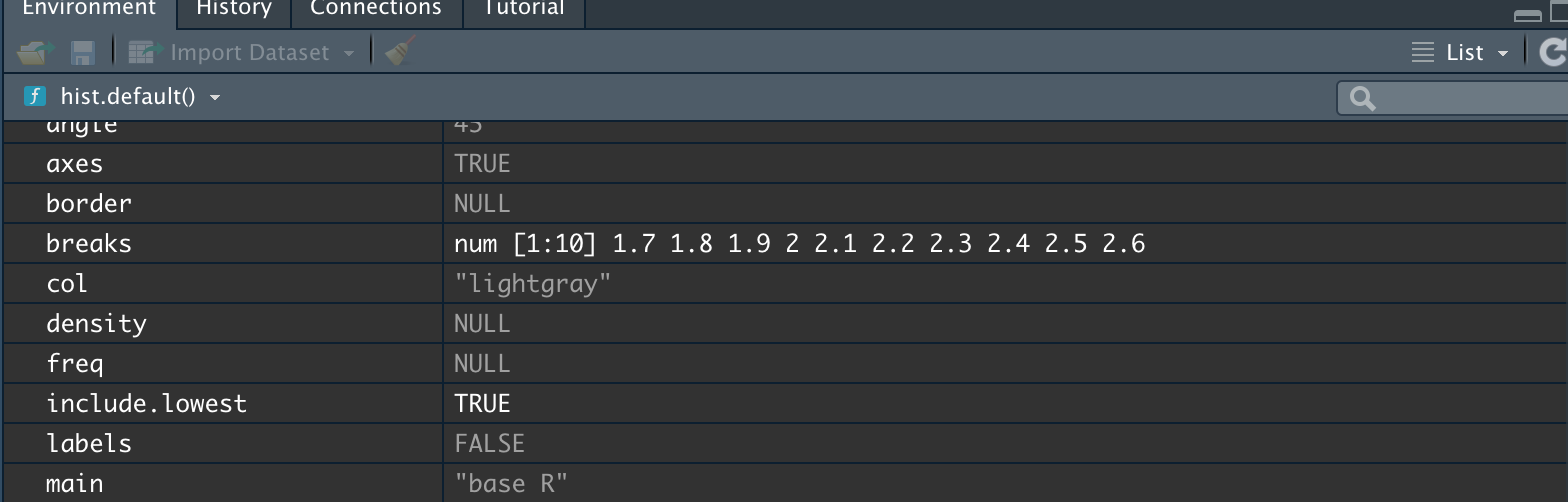 Environment History Connections Tutorial
Import Dataset List
f hist.default()
angle 45
axes TRUE
border NULL
breaks num [1:10] 1.7 1.8 1.9 2 2.1 2.2 2.3 2.4 2.5 2.6
col "lightgray"
density NULL
freq NULL
include.lowest TRUE
labels FALSE
main "base R"